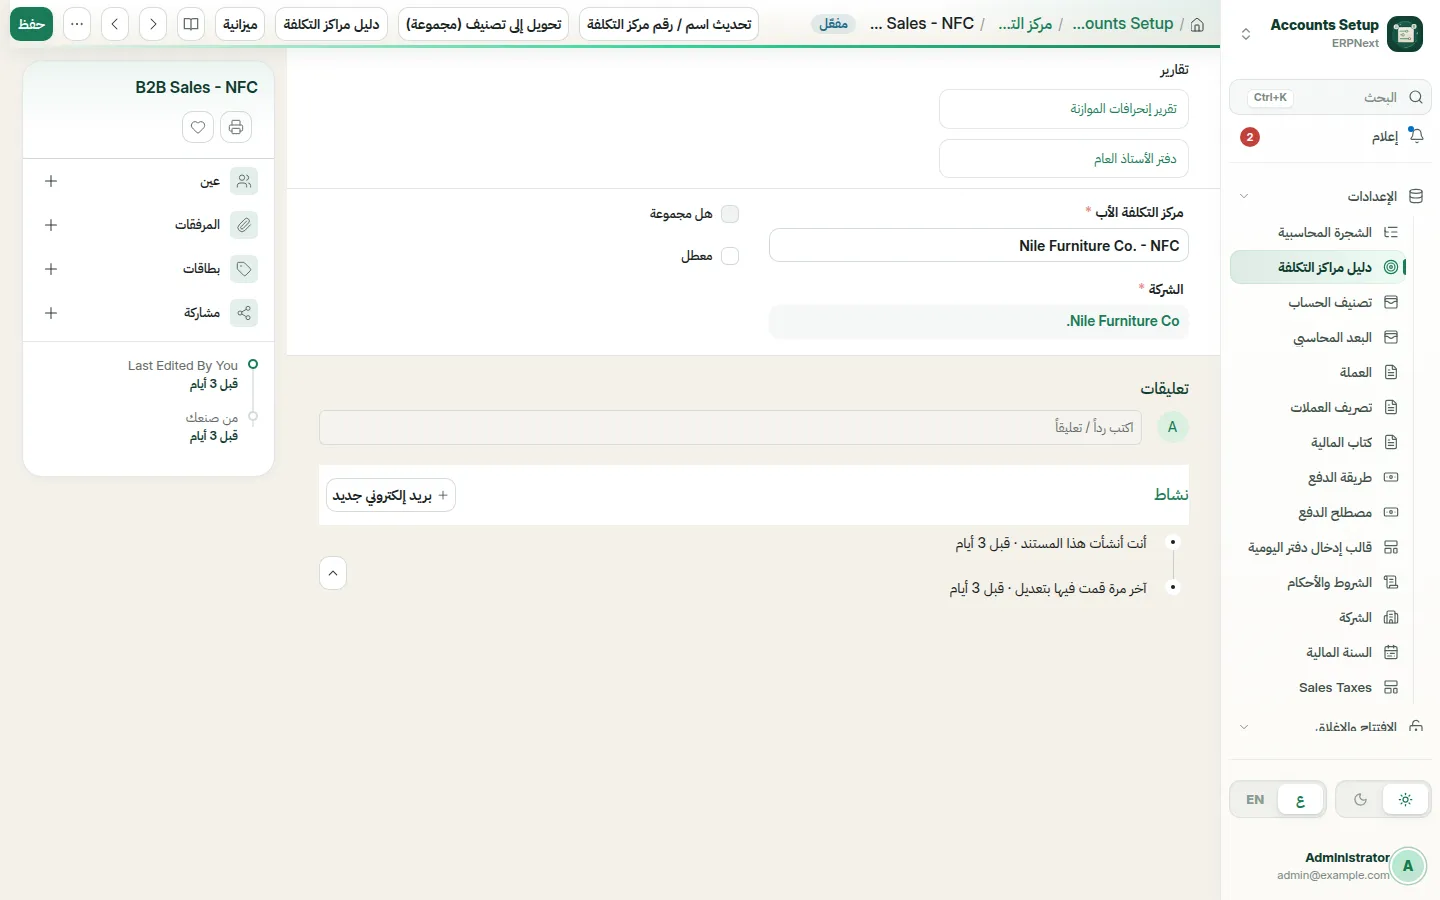 Accounts Setup
ERPNext
البحث
Ctrl+K
إعلام
2
الإعدادات
الشجرة المحاسبية
دليل مراكز التكلفة
تصنيف الحساب
البعد المحاسبي
العملة
تصريف العملات
كتاب المالية
طريقة الدفع
مصطلح الدفع
قالب إدخال دفتر اليومية
الشروط والأحكام
الشركة
السنة المالية
Sales Taxes
الافتتاح والإغلاق
EN
ع
Administrator
admin@example.com
A
/ ...ounts Setup / مركز الت... / ... Sales - NFC
مفعّل
تحديث اسم / رقم مركز التكلفة
تحويل إلى تصنيف (مجموعة)
دليل مراكز التكلفة
ميزانية
حفظ
تقارير
تقرير إنحرافات الموازنة
دفتر الأستاذ العام
مركز التكلفة الأب *
Nile Furniture Co. - NFC
هل مجموعة
معطل
الشركة *
Nile Furniture Co.
تعليقات
A
اكتب رداً / تعليقاً
نشاط
بريد إلكتروني جديد
أنت أنشأت هذا المستند · قبل 3 أيام
آخر مرة قمت فيها بتعديل · قبل 3 أيام
B2B Sales - NFC
عين
المرفقات
بطاقات
مشاركة
Last Edited By You
قبل 3 أيام
من صنعك
قبل 3 أيام